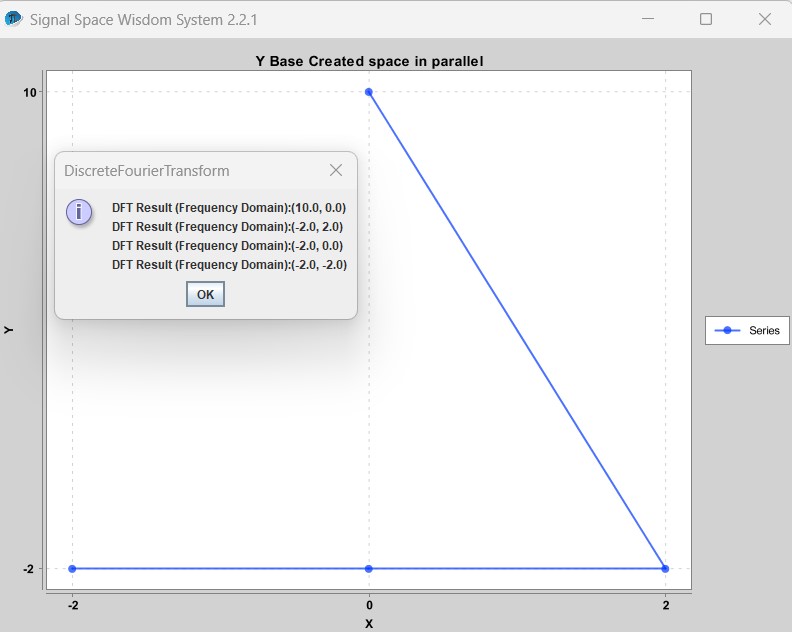 Signal Space Wisdom System 2.2.1
Y Base Created space in parallel
10
DiscreteFourierTransform
DFT Result (Frequency Domain):(10.0, 0.0)
DFT Result (Frequency Domain):(-2.0, 2.0)
DFT Result (Frequency Domain):(-2.0, 0.0)
DFT Result (Frequency Domain):(-2.0, -2.0)
OK
Y
Series
-2
-2 0 2
X